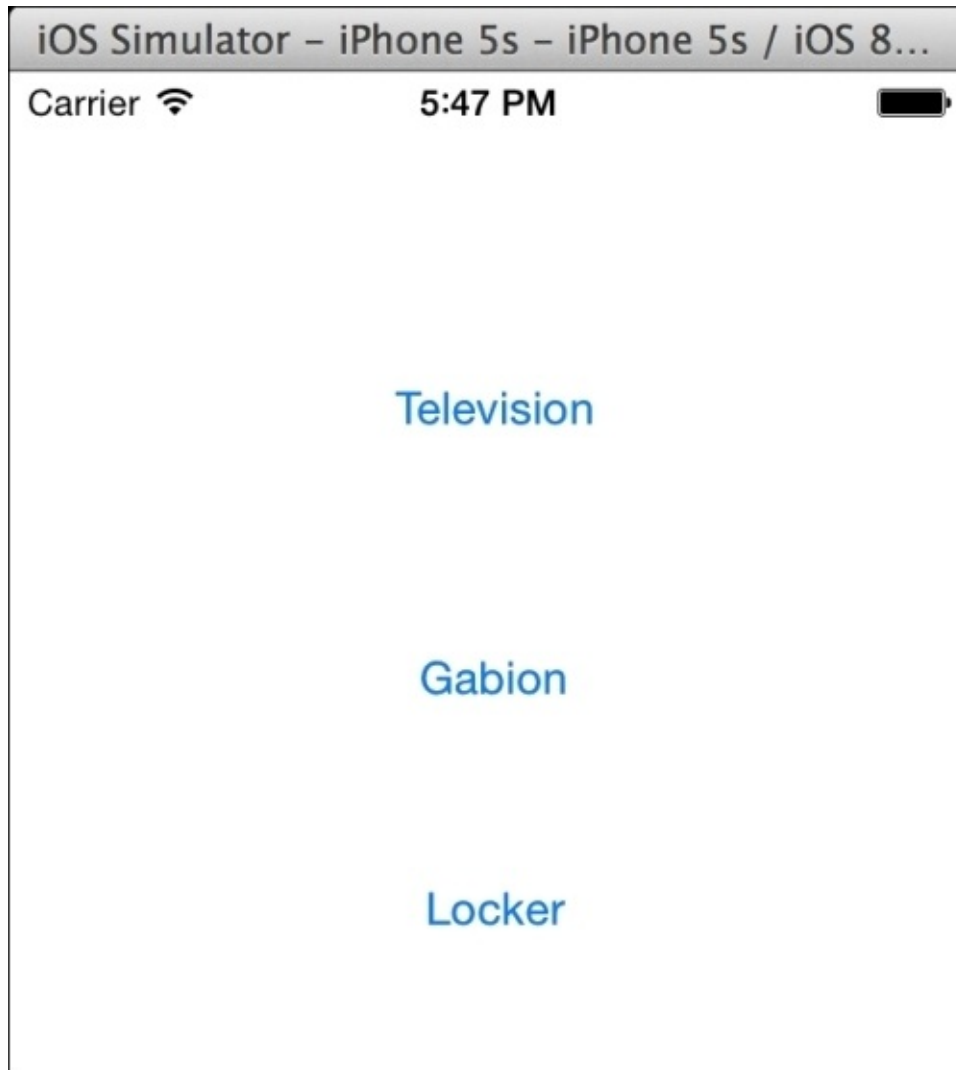 iOS Simulator – iPhone 5s – iPhone 5s / iOS 8...
Carrier 5:47 PM
Television
Gabion
Locker